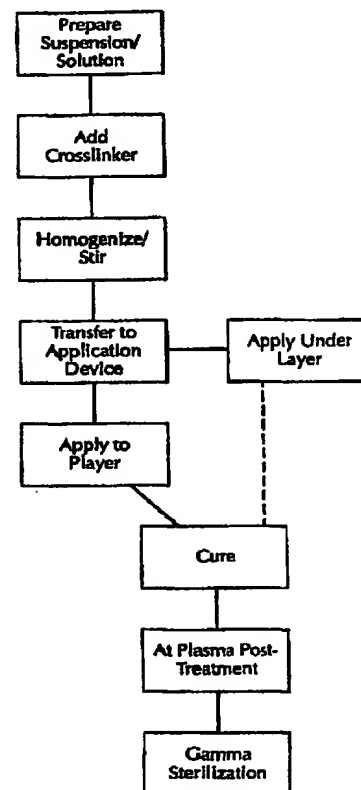 Prepare
Suspension/
Solution
Add
Crosslinker
Homogenize/
Stir
Transfer to
Application
Device
Apply Under
Layer
Apply to
Player
Cure
At Plasma Post-
Treatment
Gamma
Sterilization